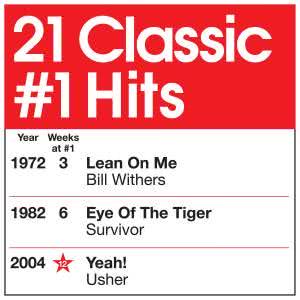 21 Classic
#1 Hits
Year Weeks at #1
1972 3 Lean On Me
Bill Withers
1982 6 Eye Of The Tiger
Survivor
2004 12 Yeah!
Usher